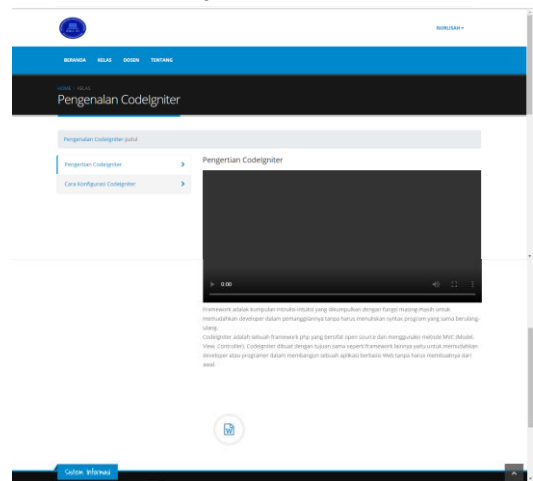 NURLISAH
BERANDA KELAS DOSEN TENTANG
HOME KELAS
Pengenalan CodeIgniter
Pengenalan CodeIgniter judul
Pengertian CodeIgniter
Cara Konfigurasi CodeIgniter
Pengertian CodeIgniter
0:00
Framework adalah kumpulan intruksi-intuksi yang dikumpulkan dengan fungsi masing-masih untuk
memudahkan developer dalam pemanggilannya tanpa harus menuliskan syntax program yang sama berulang-
ulang.
CodeIgniter adalah sebuah framework php yang bersifat open source dan menggunakn metode MVC (Model,
View, Controller). CodeIgniter dibuat dengan tujuan sama seperti framework lainnya yaitu untuk memudahkan
developer atau programer dalam membangun sebuah aplikasi berbasis Web tanpa harus membuatnya dari
awal.
Sistem Informasi